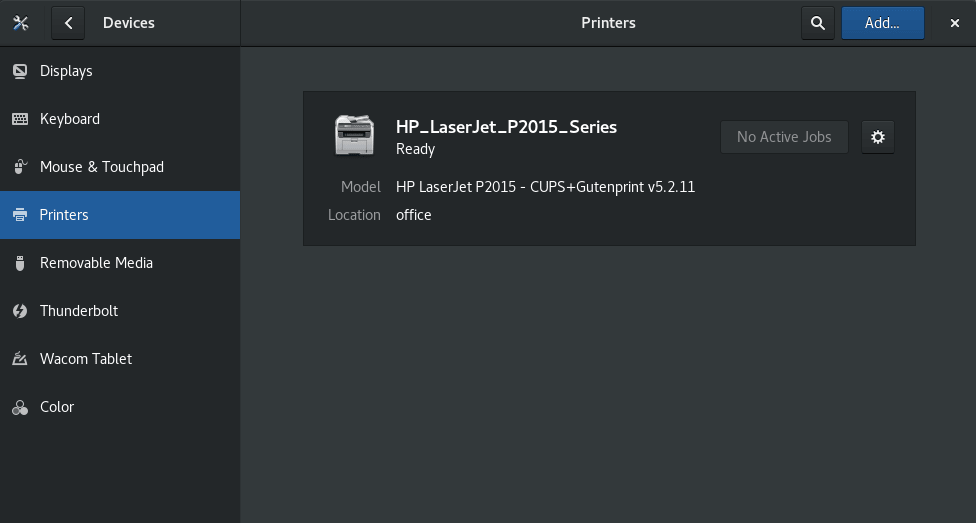 Devices
Printers
Add...
Displays
Keyboard
Mouse & Touchpad
Printers
Removable Media
Thunderbolt
Wacom Tablet
Color
HP_LaserJet_P2015_Series
Ready
No Active Jobs
Model HP LaserJet P2015 - CUPS+Gutenprint v5.2.11
Location office